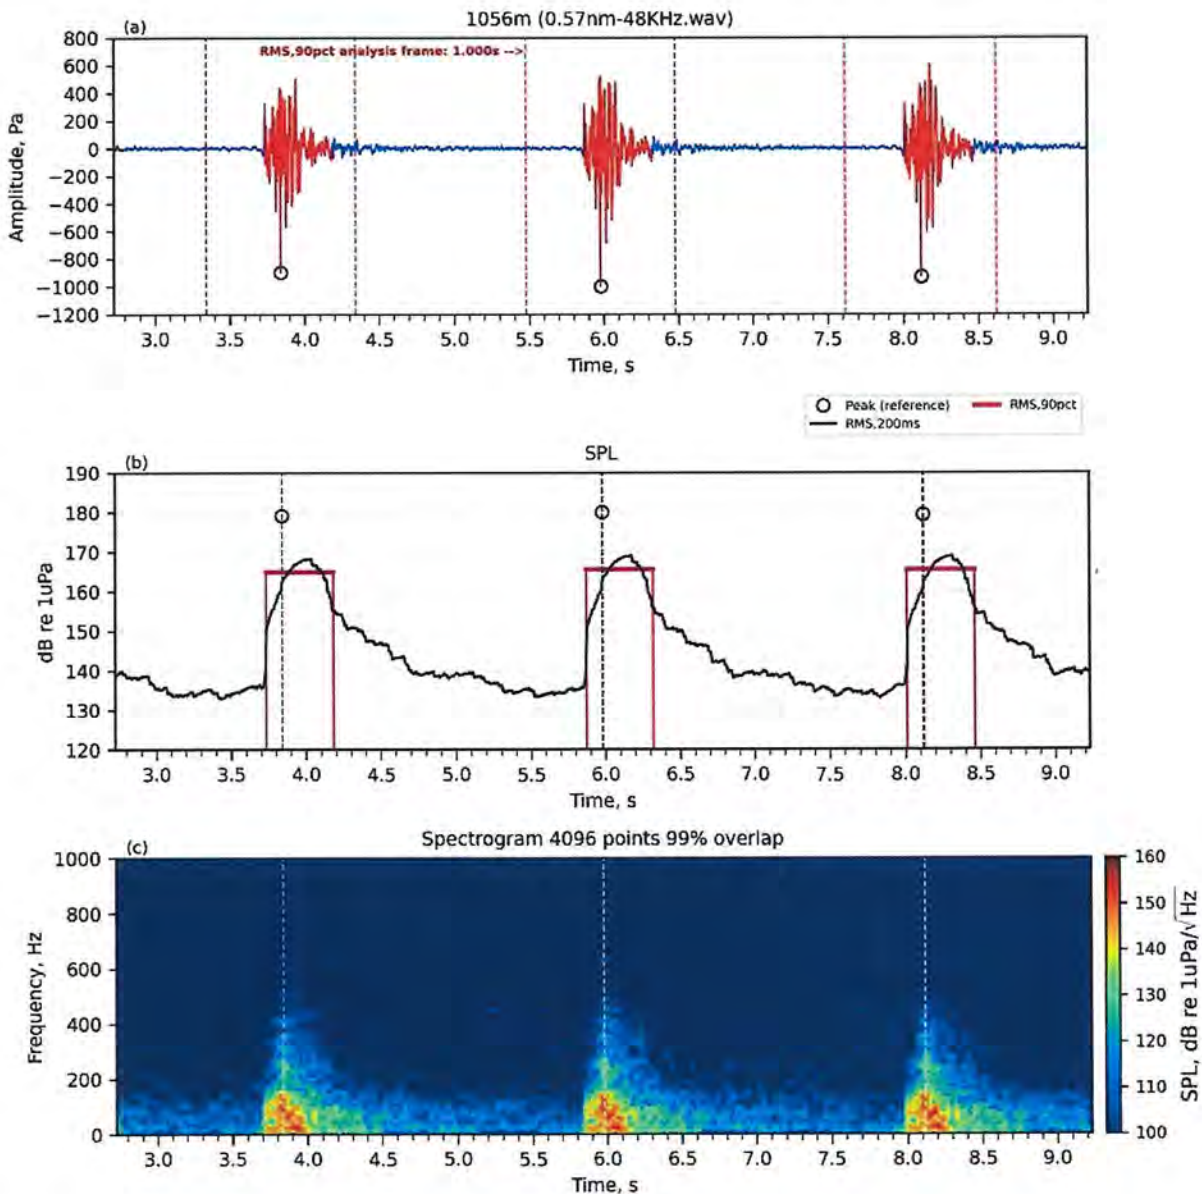 1056m (0.57nm-48KHz.wav)
(a)
RMS,90pct analysis frame: 1.000s -->
Amplitude, Pa
800
600
400
200
0
−200
−400
−600
−800
−1000
−1200
3.0 3.5 4.0 4.5 5.0 5.5 6.0 6.5 7.0 7.5 8.0 8.5 9.0
Time, s
Peak (reference) RMS,90pct
RMS,200ms
(b)
SPL
dB re 1uPa
190
180
170
160
150
140
130
120
3.0 3.5 4.0 4.5 5.0 5.5 6.0 6.5 7.0 7.5 8.0 8.5 9.0
Time, s
Spectrogram 4096 points 99% overlap
(c)
Frequency, Hz
1000
800
600
400
200
0
3.0 3.5 4.0 4.5 5.0 5.5 6.0 6.5 7.0 7.5 8.0 8.5 9.0
Time, s
160
150
140
130
120
110
100
SPL, dB re 1uPa/√Hz